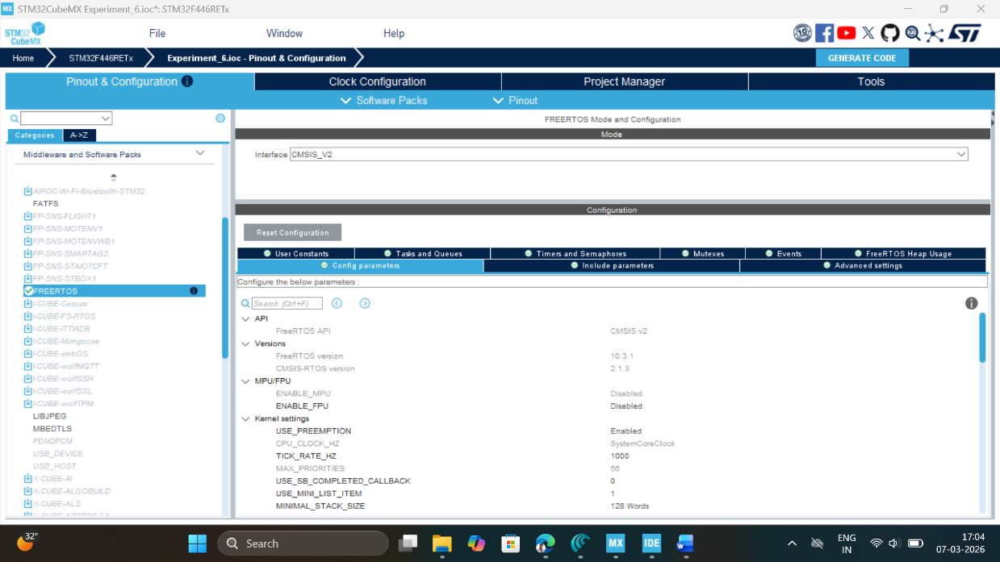 MX STM32CubeMX Experiment_6.ioc*: STM32F446RETx
STM32 CubeMX
File Window Help
Home STM32F446RETx Experiment_6.ioc - Pinout & Configuration GENERATE CODE
Pinout & Configuration Clock Configuration Project Manager Tools
Software Packs Pinout
Categories A->Z
Middleware and Software Packs
AIROC-Wi-Fi-Bluetooth-STM32
FATFS
FP-SNS-FLIGHT1
FP-SNS-MOTENV1
FP-SNS-MOTENVWB1
FP-SNS-SMARTAG2
FP-SNS-STAIOTCFT
FP-SNS-STBOX1
FREERTOS
I-CUBE-Cesium
I-CUBE-FS-RTOS
I-CUBE-ITTIADB
I-CUBE-Mongoose
I-CUBE-embOS
I-CUBE-wolfMQTT
I-CUBE-wolfSSH
I-CUBE-wolfSSL
I-CUBE-wolfTPM
LIBJPEG
MBEDTLS
PDM2PCM
USB_DEVICE
USB_HOST
X-CUBE-AI
X-CUBE-ALGOBUILD
X-CUBE-ALS
FREERTOS Mode and Configuration
Mode
Interface CMSIS_V2
Configuration
Reset Configuration
User Constants Tasks and Queues Timers and Semaphores Mutexes Events FreeRTOS Heap Usage
Config parameters Include parameters Advanced settings
Configure the below parameters :
Search (Ctrl+F)
API
FreeRTOS API CMSIS v2
Versions
FreeRTOS version 10.3.1
CMSIS-RTOS version 2.1.3
MPU/FPU
ENABLE_MPU Disabled
ENABLE_FPU Disabled
Kernel settings
USE_PREEMPTION Enabled
CPU_CLOCK_HZ SystemCoreClock
TICK_RATE_HZ 1000
MAX_PRIORITIES 56
USE_SB_COMPLETED_CALLBACK 0
USE_MINI_LIST_ITEM 1
MINIMAL_STACK_SIZE 128 Words
32°
Search
MX IDE
ENG
IN
17:04
07-03-2026